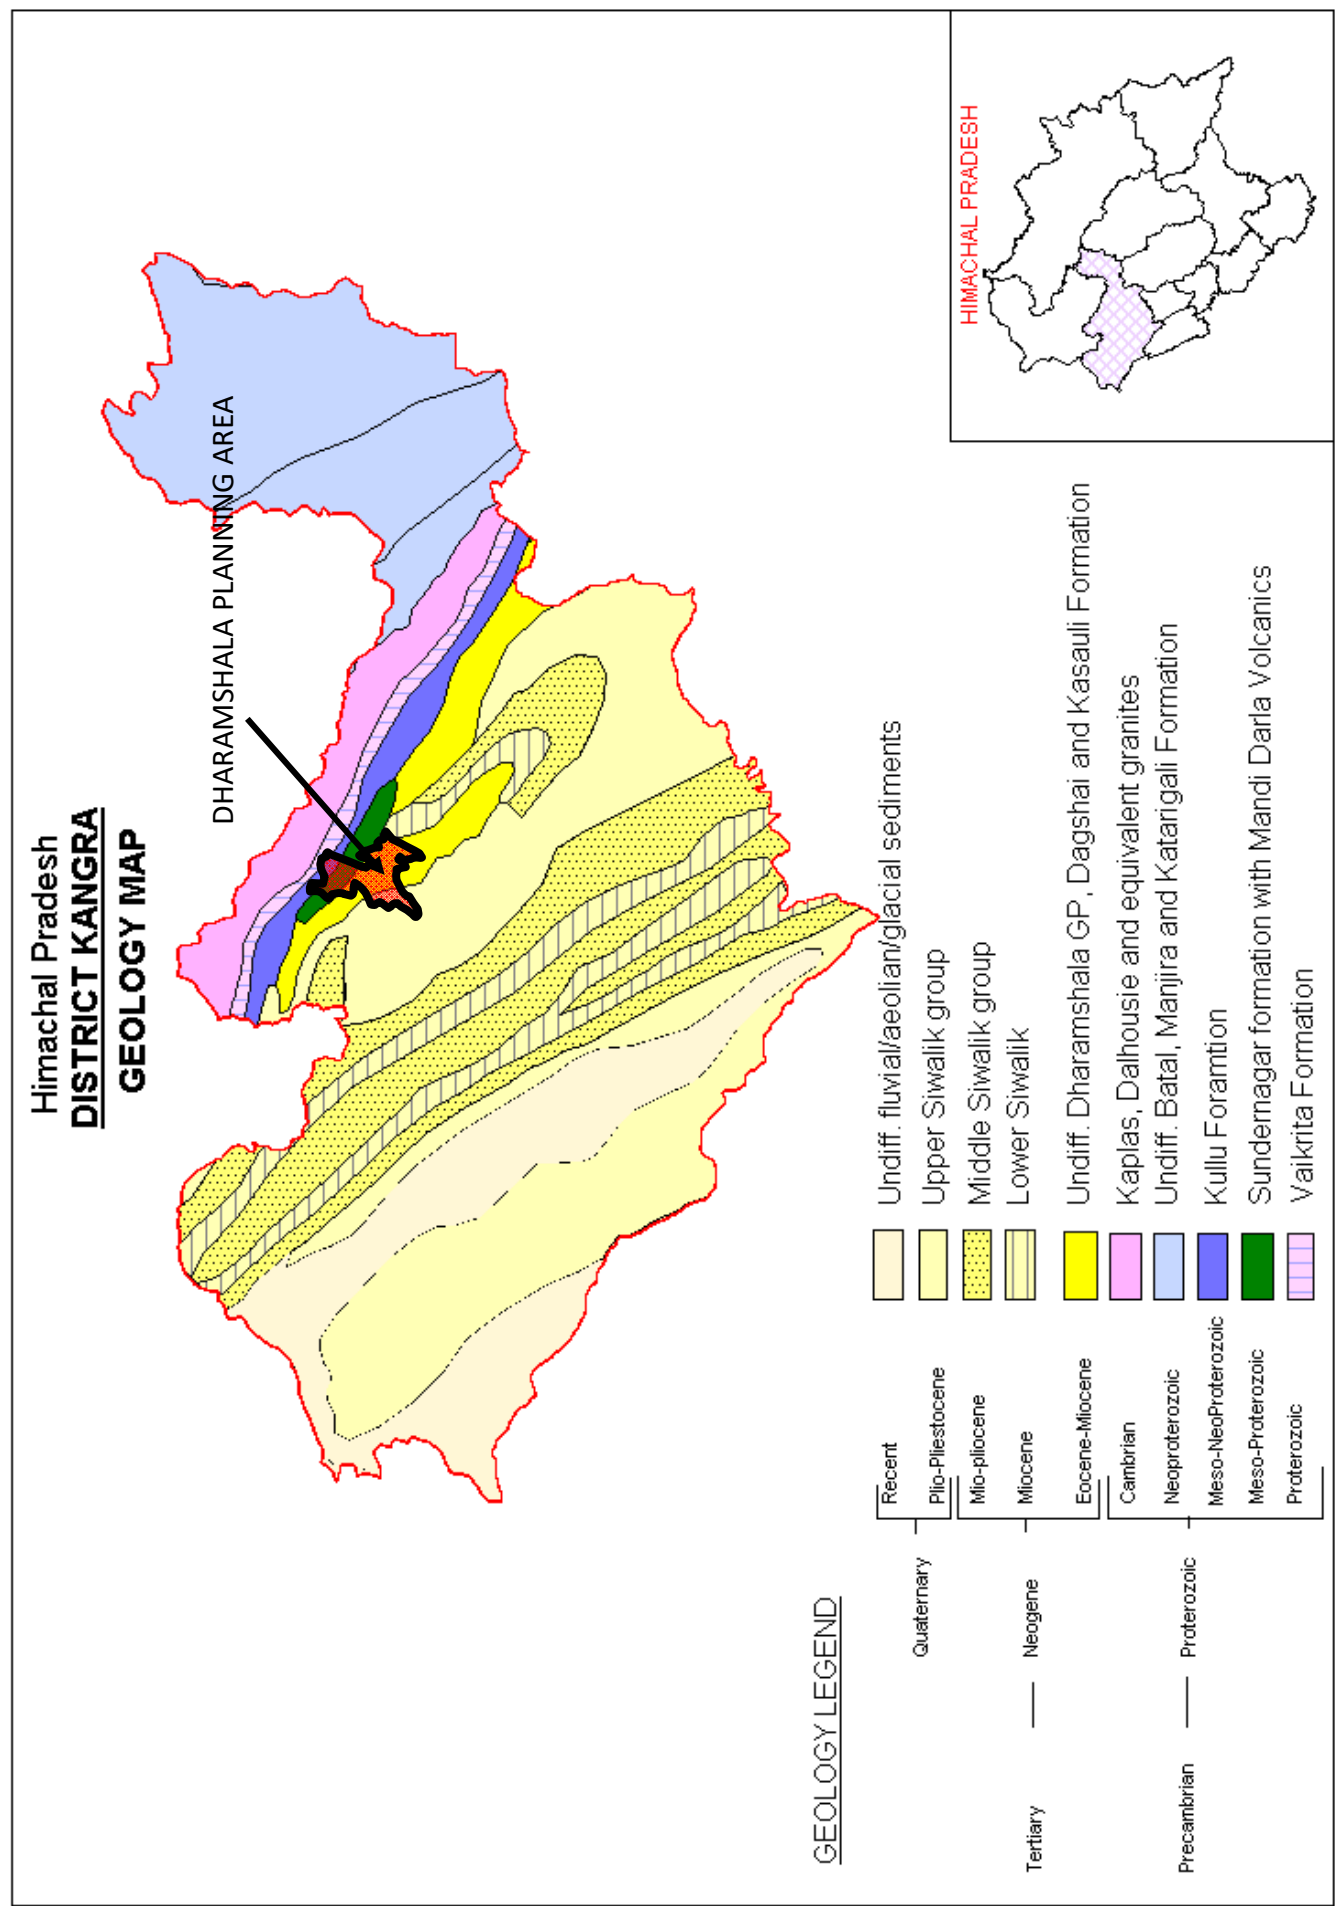 Himachal Pradesh
DISTRICT KANGRA
GEOLOGY MAP
DHARAMSHALA PLANNING AREA
HIMACHAL PRADESH
GEOLOGY LEGEND
Quaternary Recent Undiff. fluvial/aeolian/glacial sediments
Plio-Pliestocene Upper Siwalik group
Tertiary Neogene Mio-pliocene Middle Siwalik group
Miocene Lower Siwalik
Eocene-Miocene Undiff. Dharamshala GP, Dagshai and Kasauli Formation
Precambrian Proterozoic Cambrian Kaplas, Dalhousie and equivalent granites
Neoproterozoic Undiff. Batal, Manjira and Katarigali Formation
Meso-NeoProterozoic Kullu Foramtion
Meso-Proterozoic Sundernagar formation with Mandi Darla Volcanics
Proterozoic Vaikrita Formation